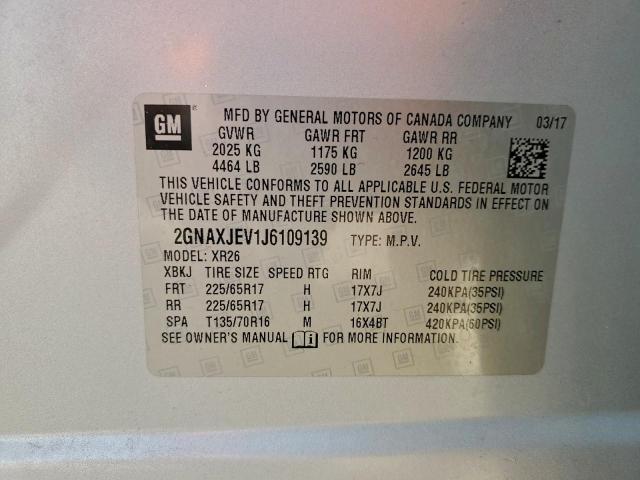 GM ®
MFD BY GENERAL MOTORS OF CANADA COMPANY 03/17
GVWR GAWR FRT GAWR RR
2025 KG 1175 KG 1200 KG
4464 LB 2590 LB 2645 LB
THIS VEHICLE CONFORMS TO ALL APPLICABLE U.S. FEDERAL MOTOR
VEHICLE SAFETY AND THEFT PREVENTION STANDARDS IN EFFECT ON
THE DATE OF MANUFACTURE SHOWN ABOVE.
2GNAXJEV1J6109139 TYPE: M.P.V.
MODEL: XR26
XBKJ TIRE SIZE SPEED RTG RIM COLD TIRE PRESSURE
FRT 225/65R17 H 17X7J 240KPA(35PSI)
RR 225/65R17 H 17X7J 240KPA(35PSI)
SPA T135/70R16 M 16X4BT 420KPA(60PSI)
SEE OWNER'S MANUAL FOR MORE INFORMATION.